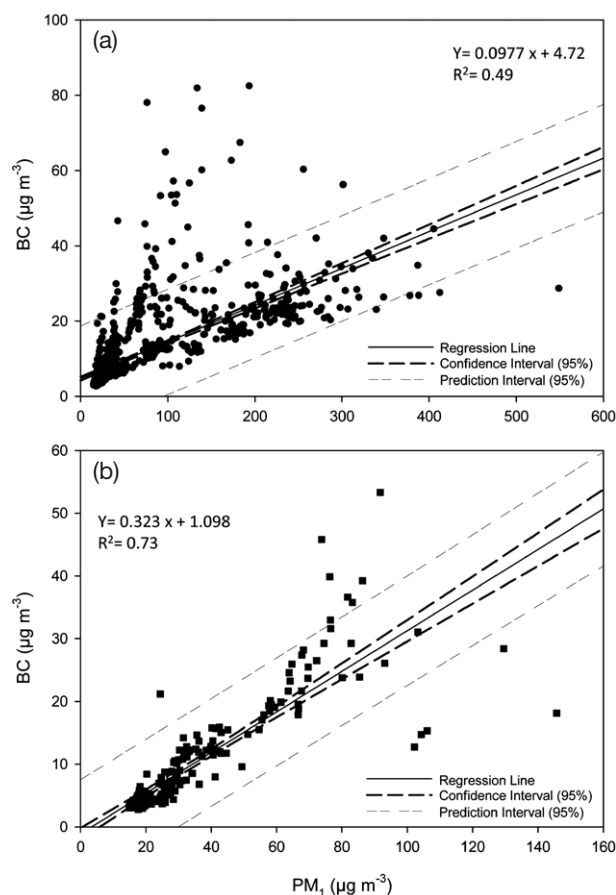 (a)
Y= 0.0977 x + 4.72
R²= 0.49
100
80
60
40
20
0
BC (µg m⁻³)
Regression Line
Confidence Interval (95%)
Prediction Interval (95%)
0 100 200 300 400 500 600
(b)
Y= 0.323 x + 1.098
R²= 0.73
60
50
40
30
20
10
0
BC (µg m⁻³)
Regression Line
Confidence Interval (95%)
Prediction Interval (95%)
0 20 40 60 80 100 120 140 160
PM₁ (µg m⁻³)